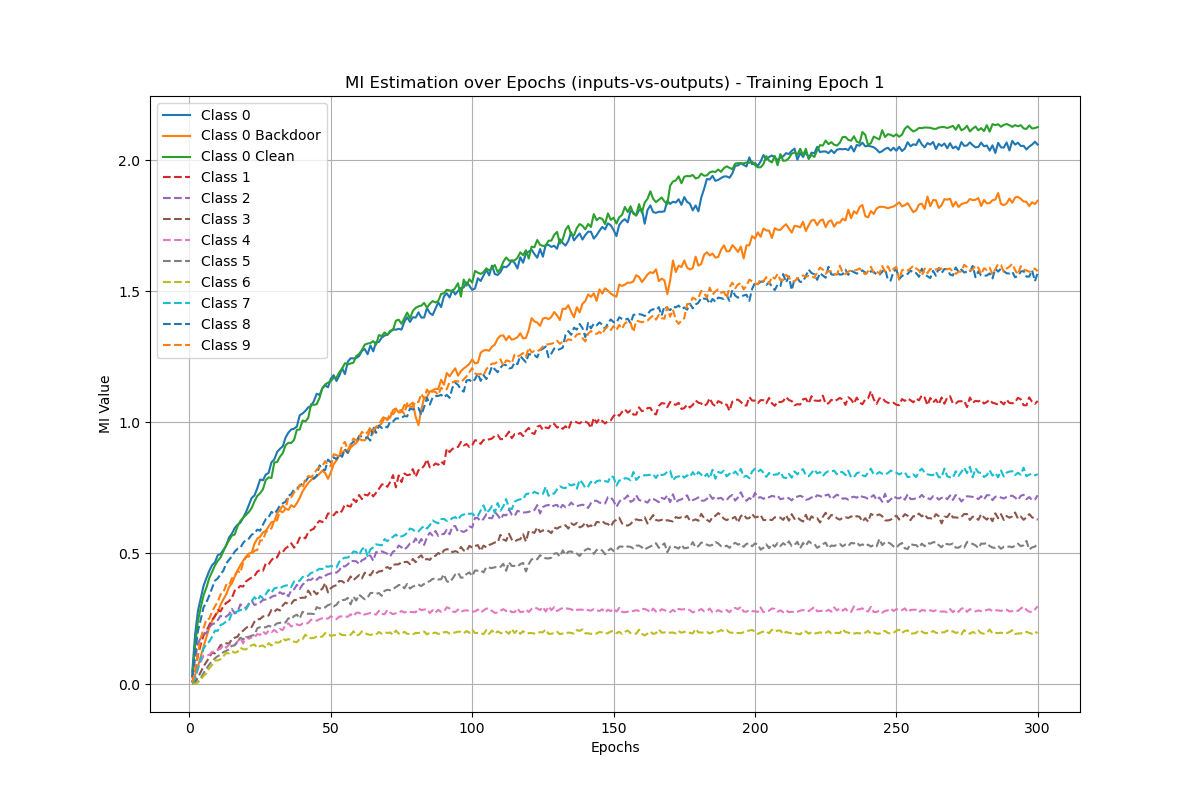 MI Estimation over Epochs (inputs-vs-outputs) - Training Epoch 1
Class 0
Class 0 Backdoor
Class 0 Clean
Class 1
Class 2
Class 3
Class 4
Class 5
Class 6
Class 7
Class 8
Class 9
2.0
1.5
1.0
0.5
0.0
MI Value
0 50 100 150 200 250 300
Epochs